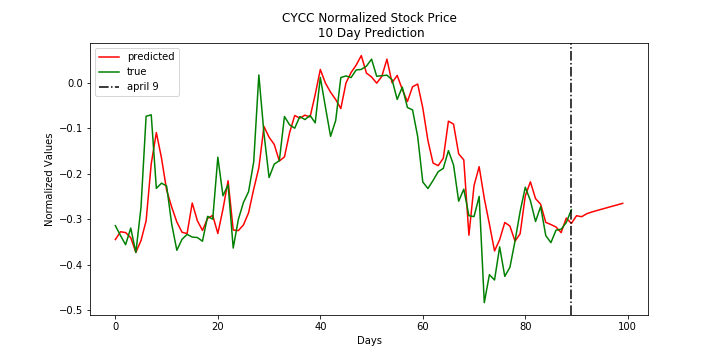 CYCC Normalized Stock Price
10 Day Prediction
predicted
true
april 9
Normalized Values
0.0
−0.1
−0.2
−0.3
−0.4
−0.5
0
20
40
60
80
100
Days